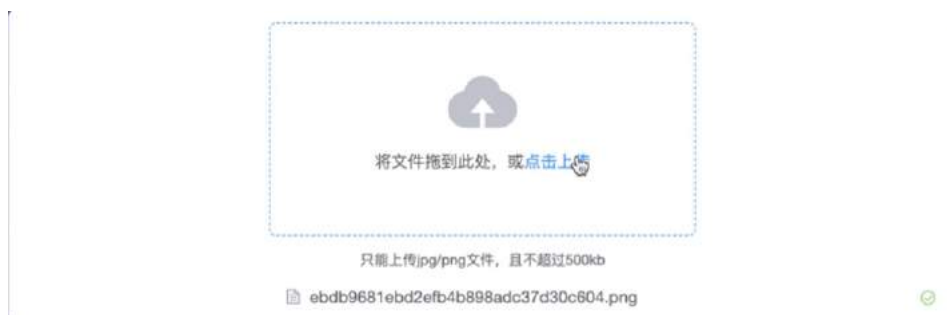 将文件拖到此处，或点击上传
只能上传jpg/png文件，且不超过500kb
ebdb9681ebd2efb4b898adc37d30c604.png